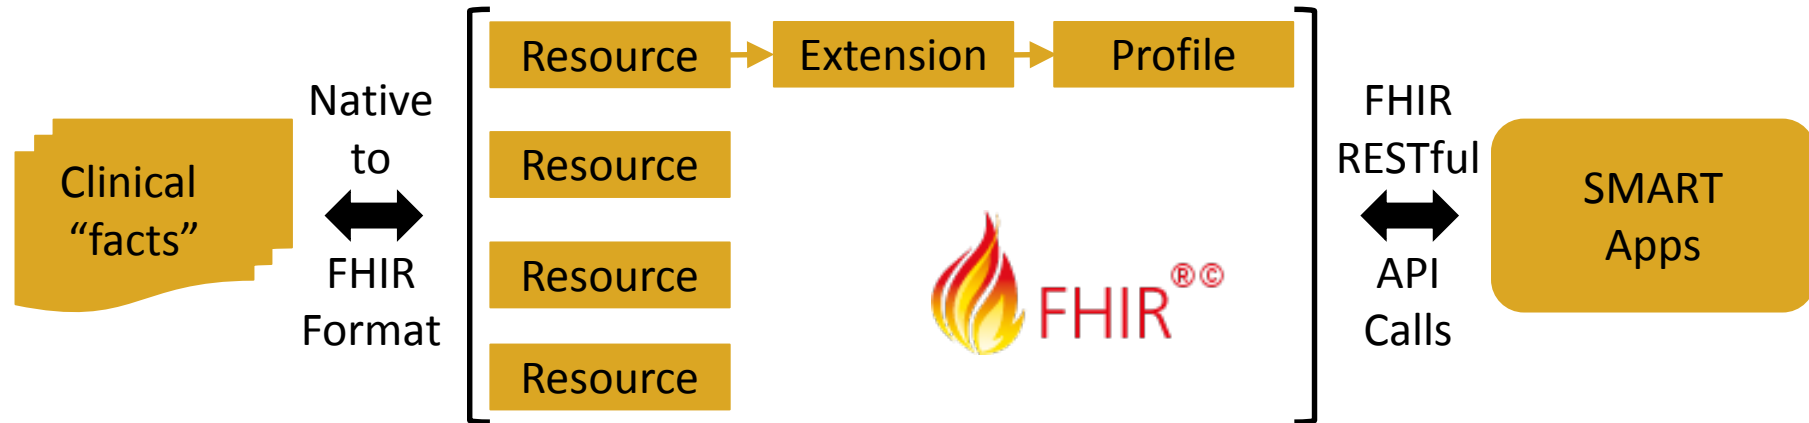 Clinical
“facts”
Native
to
FHIR
Format
Resource
Extension
Profile
Resource
Resource
Resource
FHIR®©
FHIR
RESTful
API
Calls
SMART
Apps